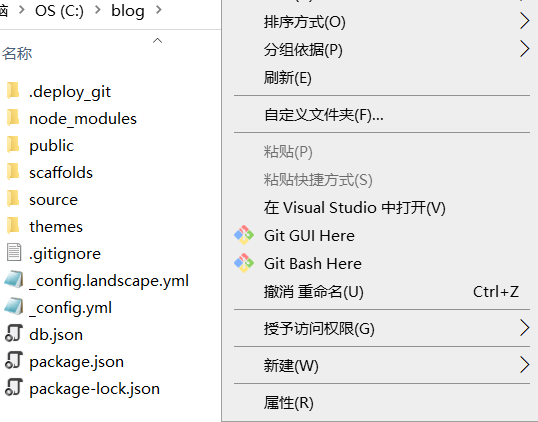 脑 > OS (C:) > blog >
名称
.deploy_git
node_modules
public
scaffolds
source
themes
.gitignore
_config.landscape.yml
_config.yml
db.json
package.json
package-lock.json
排序方式(O)
分组依据(P)
刷新(E)
自定义文件夹(F)...
粘贴(P)
粘贴快捷方式(S)
在 Visual Studio 中打开(V)
Git GUI Here
Git Bash Here
撤消 重命名(U) Ctrl+Z
授予访问权限(G)
新建(W)
属性(R)